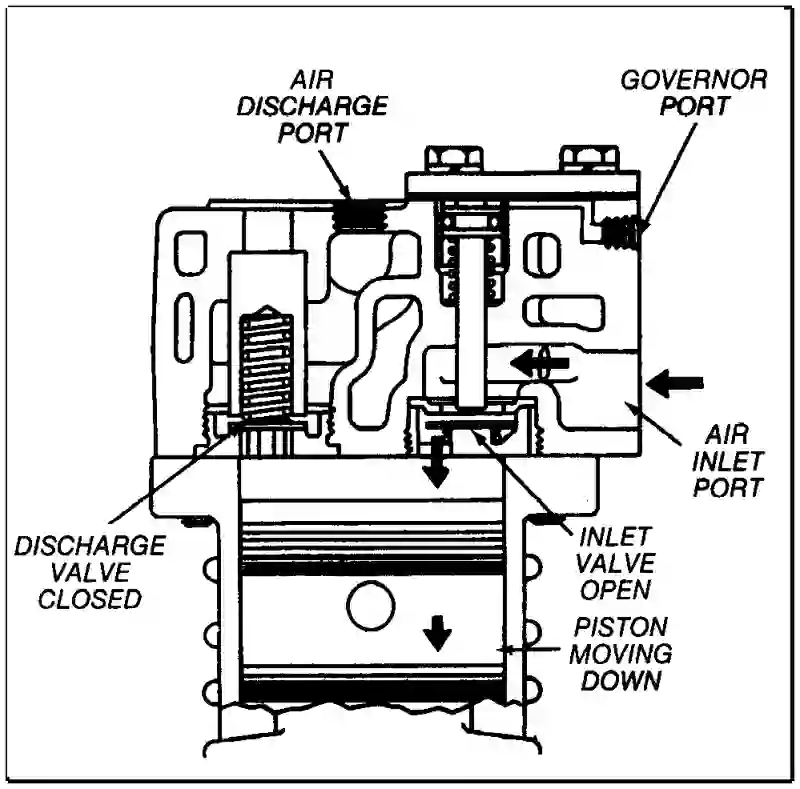 AIR
DISCHARGE
PORT
GOVERNOR
PORT
AIR
INLET
PORT
DISCHARGE
VALVE
CLOSED
INLET
VALVE
OPEN
PISTON
MOVING
DOWN